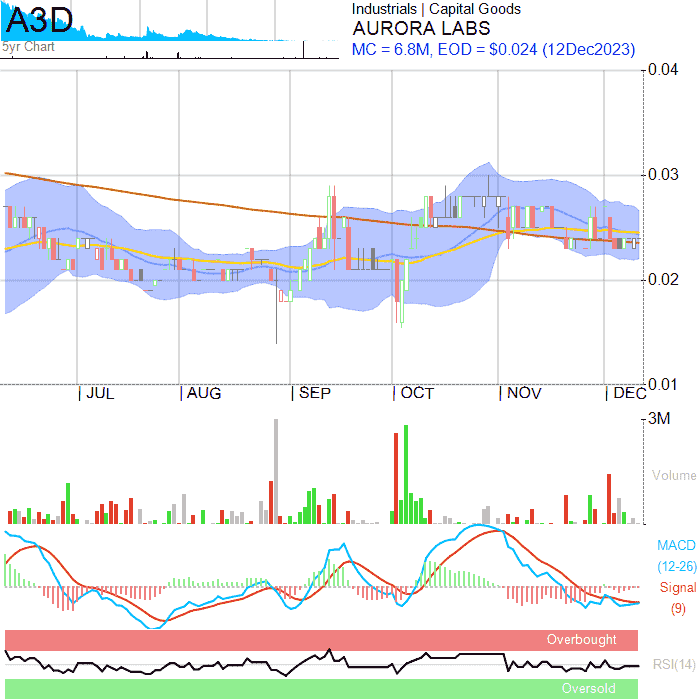 A3D
5yr Chart
Industrials | Capital Goods
AURORA LABS
MC = 6.8M, EOD = $0.024 (12Dec2023)
0.04
0.03
0.02
0.01
| JUL | AUG | SEP | OCT | NOV | DEC
3M
Volume
MACD
(12-26)
Signal
(9)
Overbought
RSI(14)
Oversold